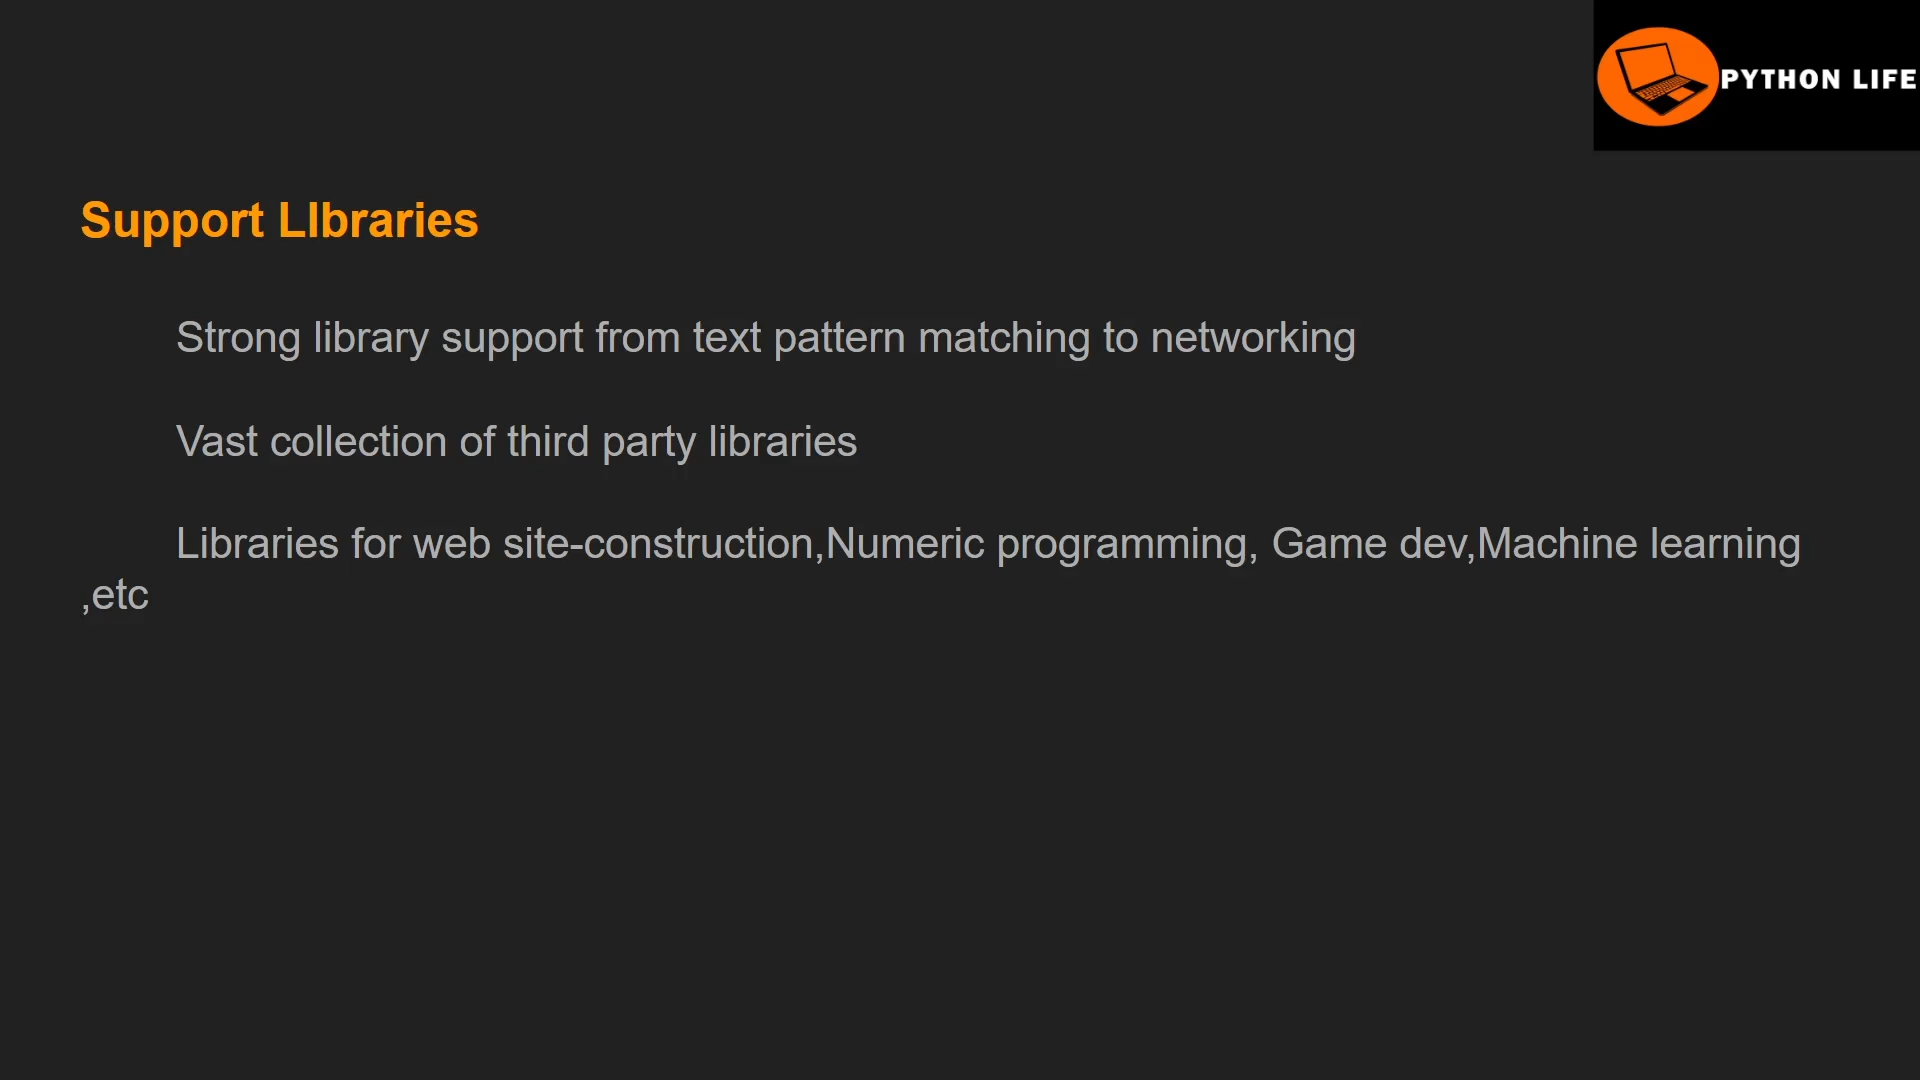 PYTHON LIFE
Support LIbraries
Strong library support from text pattern matching to networking
Vast collection of third party libraries
Libraries for web site-construction,Numeric programming, Game dev,Machine learning
,etc